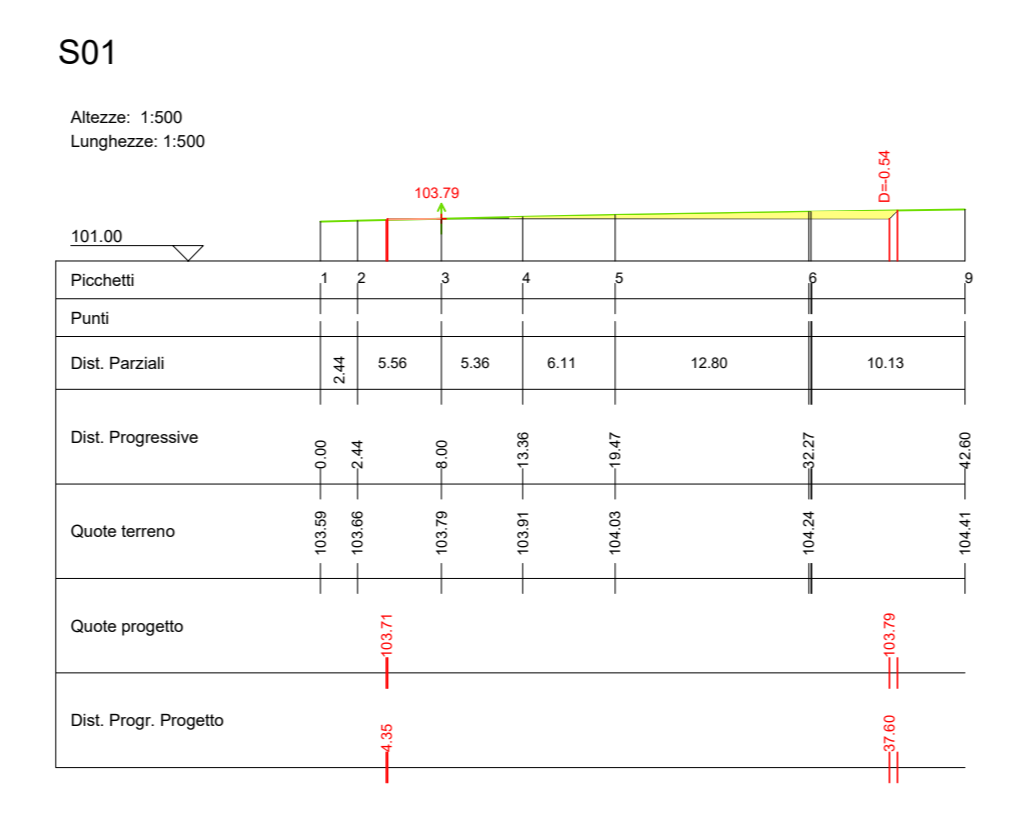 S01
Altezze: 1:500
Lunghezze: 1:500
D=-0.54
103.79
101.00
Picchetti 1 2 3 4 5 6 9
Punti
Dist. Parziali 2.44 5.56 5.36 6.11 12.80 10.13
Dist. Progressive 0.00 2.44 8.00 13.36 19.47 32.27 42.60
Quote terreno 103.59 103.66 103.79 103.91 104.03 104.24 104.41
Quote progetto 103.71 103.79
Dist. Progr. Progetto 4.35 37.60